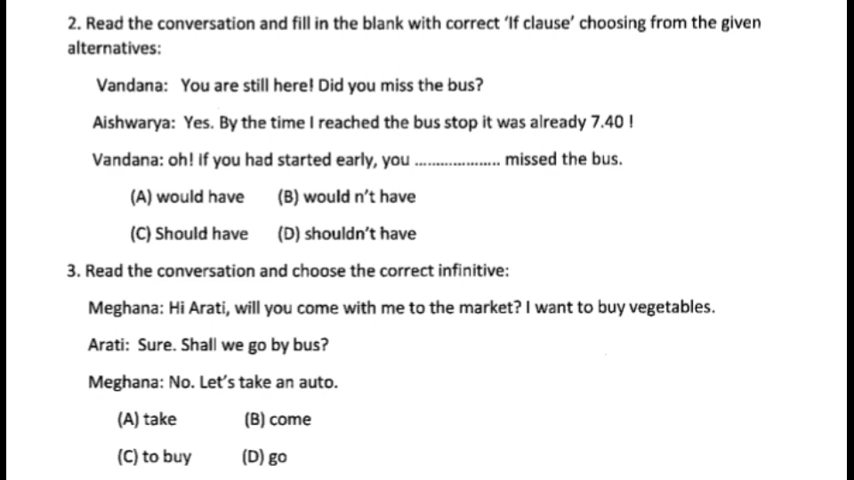 2. Read the conversation and fill in the blank with correct ‘If clause’ choosing from the given
alternatives:
Vandana: You are still here! Did you miss the bus?
Aishwarya: Yes. By the time I reached the bus stop it was already 7.40 !
Vandana: oh! If you had started early, you .................... missed the bus.
(A) would have (B) would n’t have
(C) Should have (D) shouldn’t have
3. Read the conversation and choose the correct infinitive:
Meghana: Hi Arati, will you come with me to the market? I want to buy vegetables.
Arati: Sure. Shall we go by bus?
Meghana: No. Let’s take an auto.
(A) take (B) come
(C) to buy (D) go